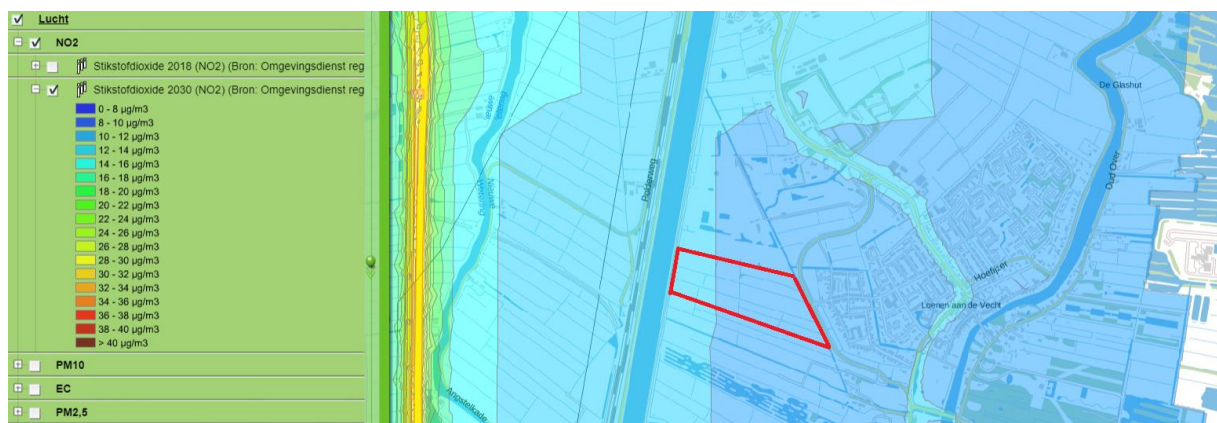 Lucht
NO2
Stikstofdioxide 2018 (NO2) (Bron: Omgevingsdienst reg
Stikstofdioxide 2030 (NO2) (Bron: Omgevingsdienst reg
0 - 8 µg/m3
8 - 10 µg/m3
10 - 12 µg/m3
12 - 14 µg/m3
14 - 16 µg/m3
16 - 18 µg/m3
18 - 20 µg/m3
20 - 22 µg/m3
22 - 24 µg/m3
24 - 26 µg/m3
26 - 28 µg/m3
28 - 30 µg/m3
30 - 32 µg/m3
32 - 34 µg/m3
34 - 36 µg/m3
36 - 38 µg/m3
38 - 40 µg/m3
> 40 µg/m3
PM10
EC
PM2,5
De Glashut
Oud Over
Polderweg
Nieuwe
Wetering
Hoeflijser
Loenen aan de Vecht
Angstelkade